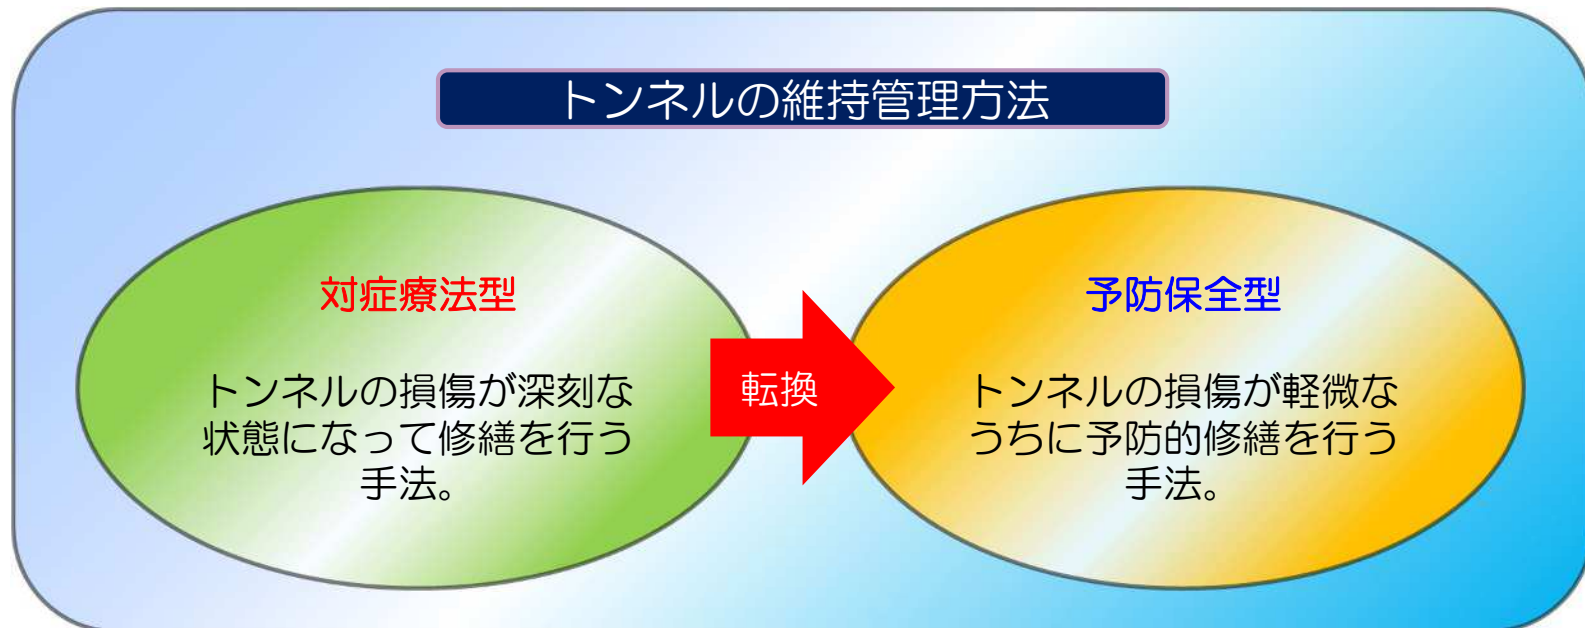 トンネルの維持管理方法
対症療法型
トンネルの損傷が深刻な
状態になって修繕を行う
手法。
転換
予防保全型
トンネルの損傷が軽微な
うちに予防的修繕を行う
手法。